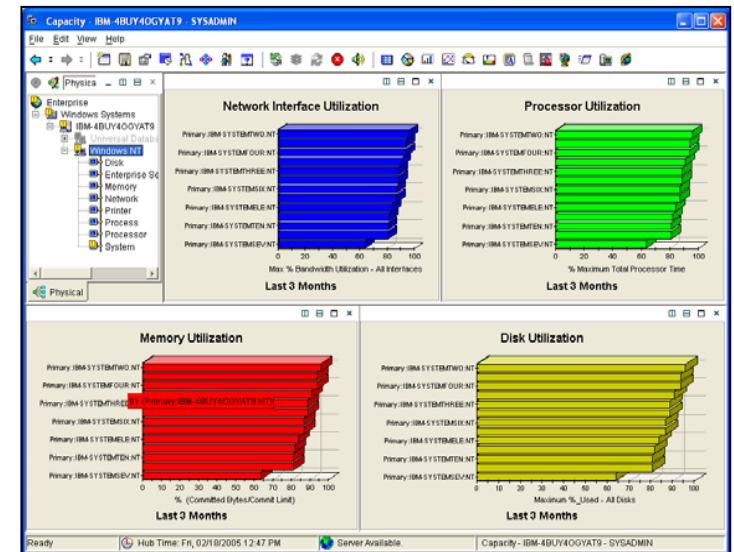 Capacity - IBM-4BUY4OGYAT9 - SYSADMIN
File Edit View Help
Physica
Enterprise
Windows Systems
IBM-4BUY4OGYAT9
Universal Databa
Windows NT
Disk
Enterprise Se
Memory
Network
Printer
Process
Processor
System
Physical
Network Interface Utilization
Primary:IBM-SYSTEMTWO:NT
Primary:IBM-SYSTEMFOUR:NT
Primary:IBM-SYSTEMTHREE:NT
Primary:IBM-SYSTEMSIX:NT
Primary:IBM-SYSTEMELE:NT
Primary:IBM-SYSTEMTEN:NT
Primary:IBM-SYSTEMSEV:NT
0 20 40 60 80 100
Max % Bandwidth Utilization - All Interfaces
Last 3 Months
Processor Utilization
Primary:IBM-SYSTEMTWO:NT
Primary:IBM-SYSTEMFOUR:NT
Primary:IBM-SYSTEMTHREE:NT
Primary:IBM-SYSTEMSIX:NT
Primary:IBM-SYSTEMELE:NT
Primary:IBM-SYSTEMTEN:NT
Primary:IBM-SYSTEMSEV:NT
0 20 40 60 80 100
% Maximum Total Processor Time
Last 3 Months
Memory Utilization
Primary:IBM-SYSTEMTWO:NT
Primary:IBM-SYSTEMFOUR:NT
Primary:IBM-SYSTEMTHREE
91 (Primary:IBM-4BUY4OGYAT9:NT)
Primary:IBM-SYSTEMSIX:NT
Primary:IBM-SYSTEMELE:NT
Primary:IBM-SYSTEMTEN:NT
Primary:IBM-SYSTEMSEV:NT
0 10 20 30 40 50 60 70 80 90 100
% (Committed Bytes/Commit Limit)
Last 3 Months
Disk Utilization
Primary:IBM-SYSTEMTWO:NT
Primary:IBM-SYSTEMFOUR:NT
Primary:IBM-SYSTEMTHREE:NT
Primary:IBM-SYSTEMSIX:NT
Primary:IBM-SYSTEMELE:NT
Primary:IBM-SYSTEMTEN:NT
Primary:IBM-SYSTEMSEV:NT
0 10 20 30 40 50 60 70 80 90 100
Maximum %_Used - All Disks
Last 3 Months
Ready
Hub Time: Fri, 02/18/2005 12:47 PM
Server Available.
Capacity - IBM-4BUY4OGYAT9 - SYSADMIN